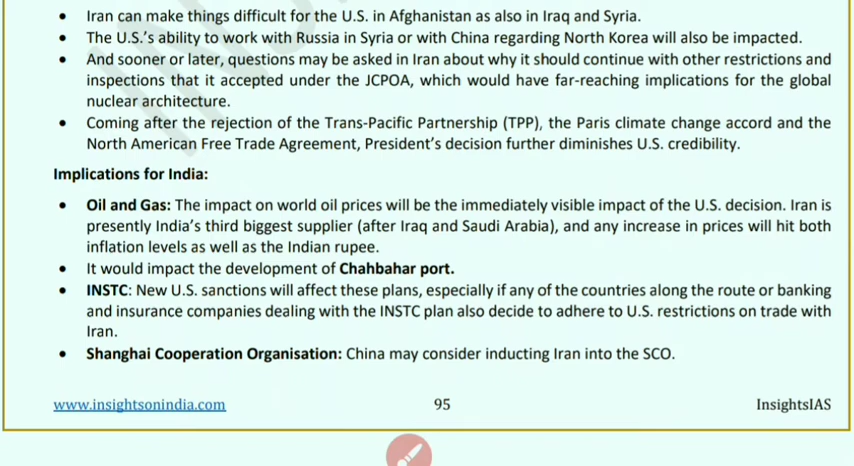 • Iran can make things difficult for the U.S. in Afghanistan as also in Iraq and Syria.
• The U.S.'s ability to work with Russia in Syria or with China regarding North Korea will also be impacted.
• And sooner or later, questions may be asked in Iran about why it should continue with other restrictions and
inspections that it accepted under the JCPOA, which would have far-reaching implications for the global
nuclear architecture.
• Coming after the rejection of the Trans-Pacific Partnership (TPP), the Paris climate change accord and the
North American Free Trade Agreement, President's decision further diminishes U.S. credibility.
Implications for India:
• Oil and Gas: The impact on world oil prices will be the immediately visible impact of the U.S. decision. Iran is
presently India's third biggest supplier (after Iraq and Saudi Arabia), and any increase in prices will hit both
inflation levels as well as the Indian rupee.
• It would impact the development of Chahbahar port.
• INSTC: New U.S. sanctions will affect these plans, especially if any of the countries along the route or banking
and insurance companies dealing with the INSTC plan also decide to adhere to U.S. restrictions on trade with
Iran.
• Shanghai Cooperation Organisation: China may consider inducting Iran into the SCO.
www.insightsonindia.com 95 InsightsIAS